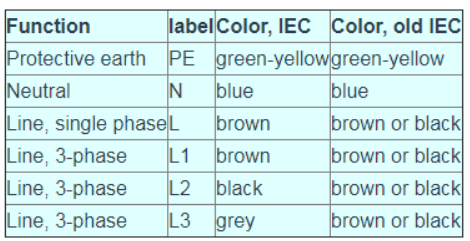 Function label Color, IEC Color, old IEC
Protective earth PE green-yellow green-yellow
Neutral N blue blue
Line, single phase L brown brown or black
Line, 3-phase L1 brown brown or black
Line, 3-phase L2 black brown or black
Line, 3-phase L3 grey brown or black